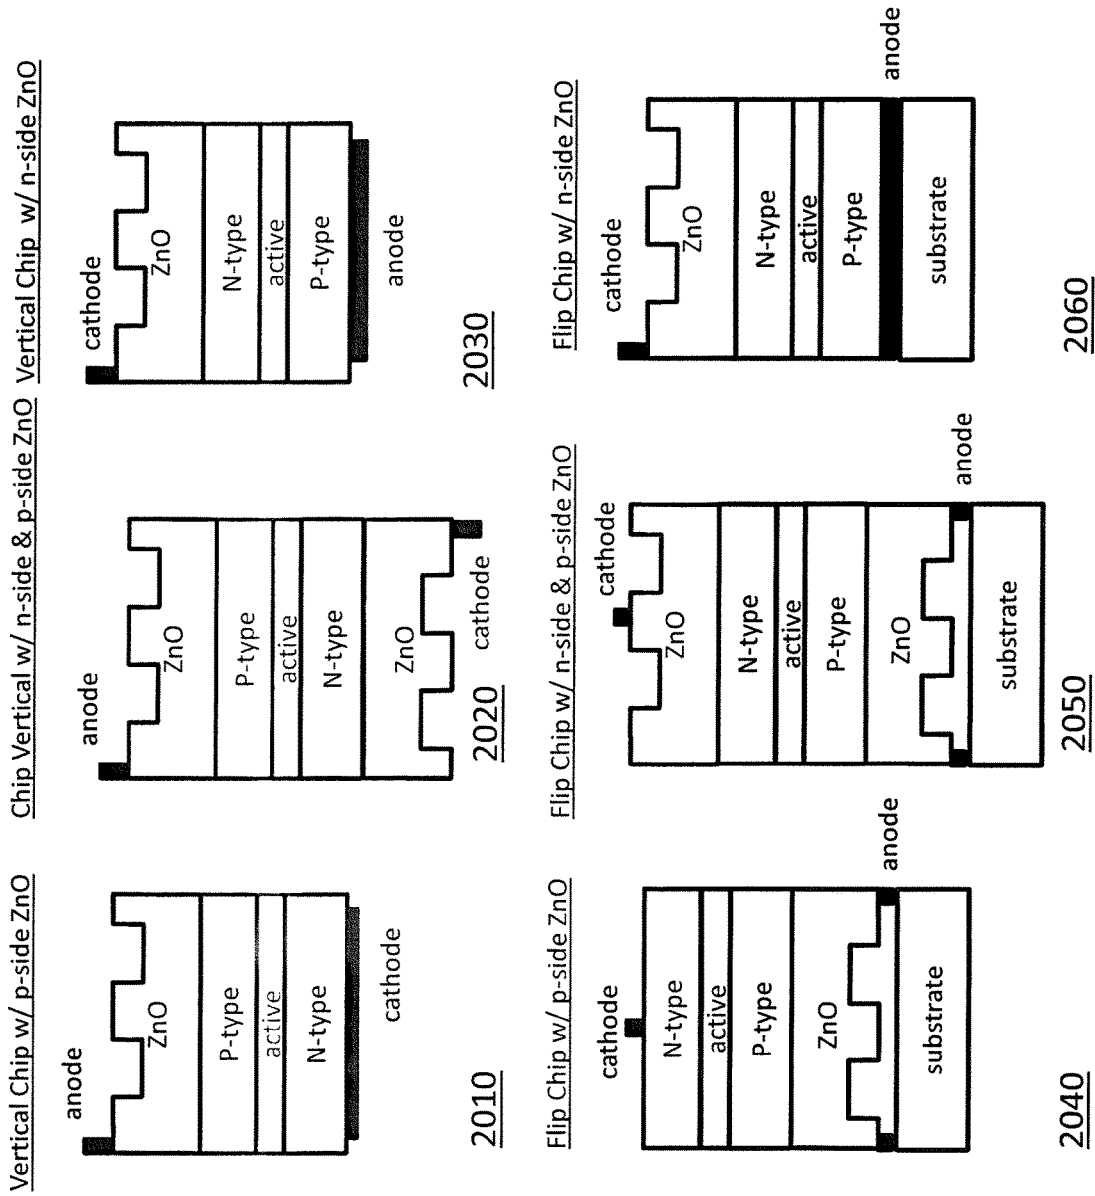 Vertical Chip w/ p-side ZnO
anode
ZnO
P-type
active
N-type
cathode
2010
Chip Vertical w/ n-side & p-side ZnO
anode
ZnO
P-type
active
N-type
ZnO
cathode
2020
Vertical Chip w/ n-side ZnO
cathode
ZnO
N-type
active
P-type
anode
2030
Flip Chip w/ p-side ZnO
cathode
N-type
active
P-type
ZnO
anode
substrate
2040
Flip Chip w/ n-side & p-side ZnO
cathode
ZnO
N-type
active
P-type
ZnO
anode
substrate
2050
Flip Chip w/ n-side ZnO
cathode
ZnO
N-type
active
P-type
anode
substrate
2060